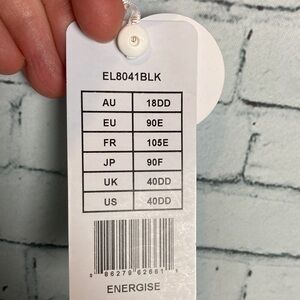 EL8041BLK
AU 18DD
EU 90E
FR 105E
JP 90F
UK 40DD
US 40DD
ENERGISE